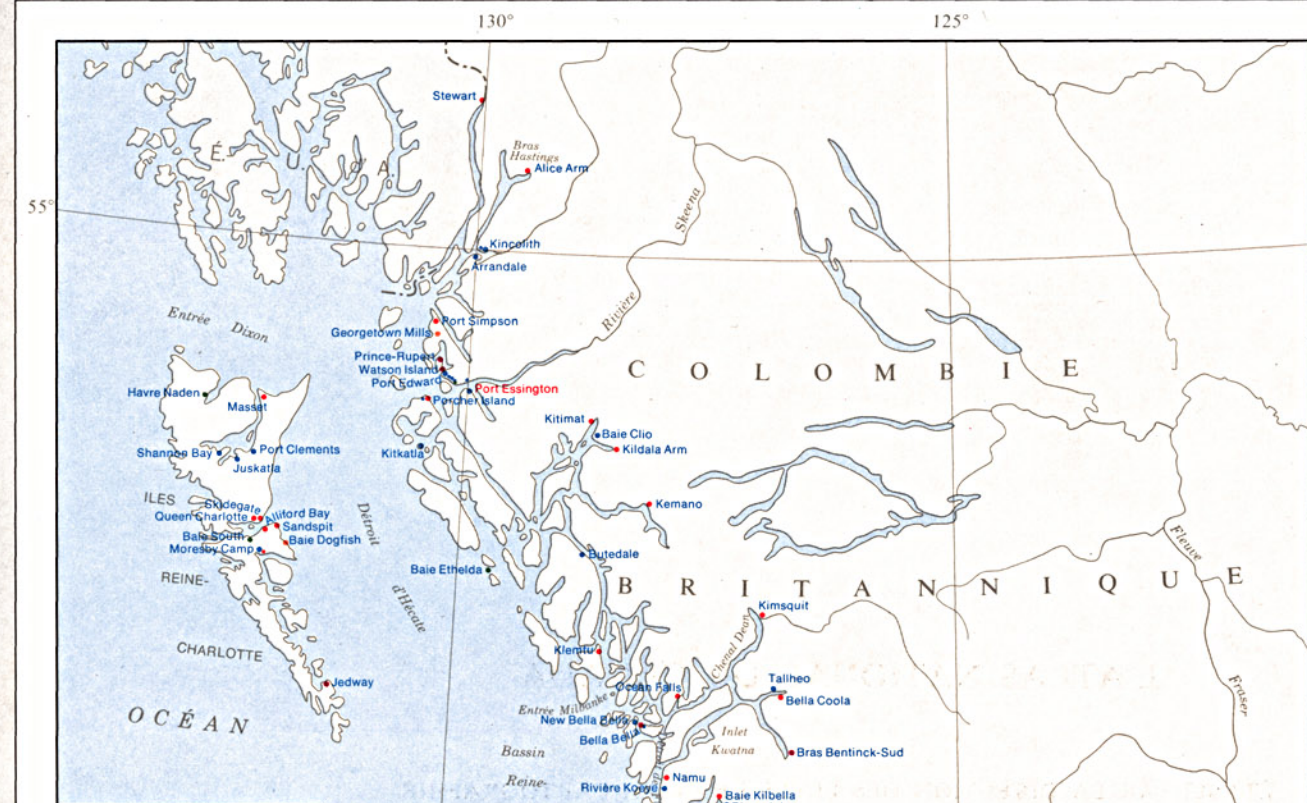 130°
125°
Stewart
Bras
Hastings
Alice Arm
É. U. d' A.
55°
Skeena
Rivière
Kincolith
Arrandale
Entrée Dixon
Port Simpson
Georgetown Mills
Prince-Rupert
Watson Island
Port Edward
Port Essington
Porcher Island
COLOMBIE
Havre Naden
Masset
Kitimat
Baie Clio
Kildala Arm
Shannon Bay
Port Clements
Juskatla
Kitkatla
ILES
Skidegate
Queen Charlotte
Alliford Bay
Sandspit
Baie South
Baie Dogfish
Moresby Camp
Kemano
Détroit
d'Hécate
Fleuve
Butedale
Baie Ethelda
REINE-
BRITANNIQUE
Kimsquit
Chenal Dean
CHARLOTTE
Klemtu
Jedway
Ocean Falls
Tallheo
Bella Coola
Fraser
Entrée Milbanke
OCÉAN
New Bella Bella
Bella Bella
Inlet
Kwatna
Bassin
Reine-
Bras Bentinck-Sud
Namu
Rivière Koeye
Baie Kilbella